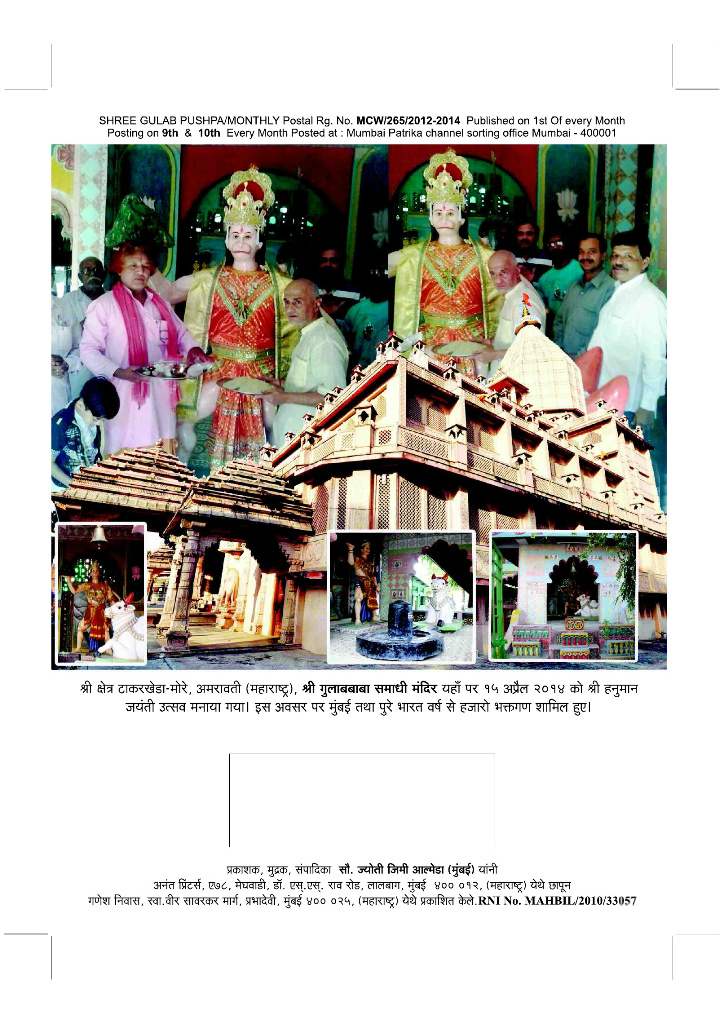 SHREE GULAB PUSHPA/MONTHLY Postal Rg. No. MCW/265/2012-2014 Published on 1st Of every Month
Posting on 9th & 10th Every Month Posted at : Mumbai Patrika channel sorting office Mumbai - 400001
श्री क्षेत्र टाकरखेडा-मोरे, अमरावती (महाराष्ट्र), श्री गुलाबबाबा समाधी मंदिर यहाँ पर १५ अप्रैल २०१४ को श्री हनुमान
जयंती उत्सव मनाया गया। इस अवसर पर मुंबई तथा पुरे भारत वर्ष से हजारो भक्तगण शामिल हुए।
प्रकाशक, मुद्रक, संपादिका सौ. ज्योती जिमी आल्मेडा (मुंबई) यांनी
अनंत प्रिंटर्स, ए७८, मेघवाडी, डॉ. एस.एस. राव रोड, लालबाग, मुंबई ४०० ०१२, (महाराष्ट्र) येथे छापून
गणेश निवास, स्वा.वीर सावरकर मार्ग, प्रभादेवी, मुंबई ४०० ०२५, (महाराष्ट्र) येथे प्रकाशित केले.RNI No. MAHBIL/2010/33057